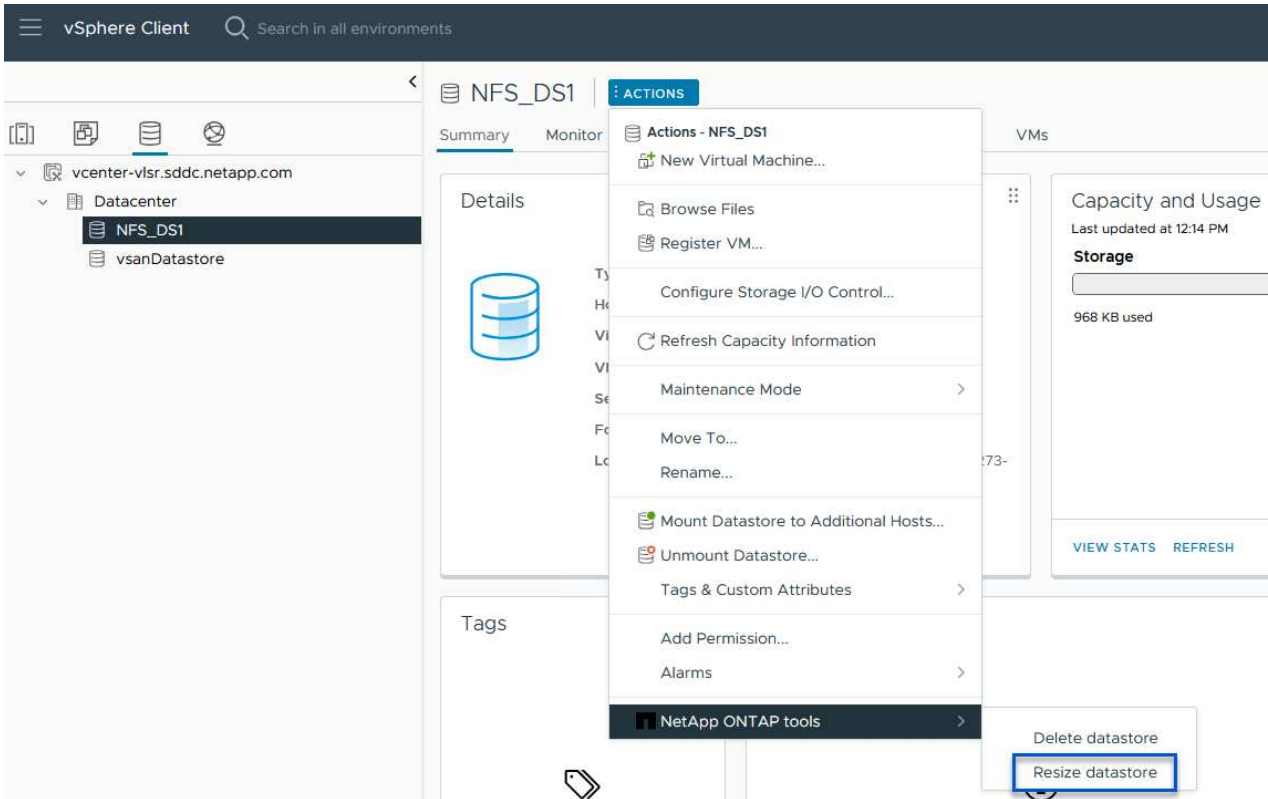 vSphere Client
Search in all environments
NFS_DS1
ACTIONS
Summary
Monitor
VMs
vcenter-vlsr.sddc.netapp.com
Datacenter
NFS_DS1
vsanDatastore
Details
273-
Actions - NFS_DS1
New Virtual Machine...
Browse Files
Register VM...
Configure Storage I/O Control...
Refresh Capacity Information
Maintenance Mode
Move To...
Rename...
Mount Datastore to Additional Hosts...
Unmount Datastore...
Tags & Custom Attributes
Add Permission...
Alarms
NetApp ONTAP tools
Delete datastore
Resize datastore
Capacity and Usage
Last updated at 12:14 PM
Storage
968 KB used
VIEW STATS REFRESH
Tags